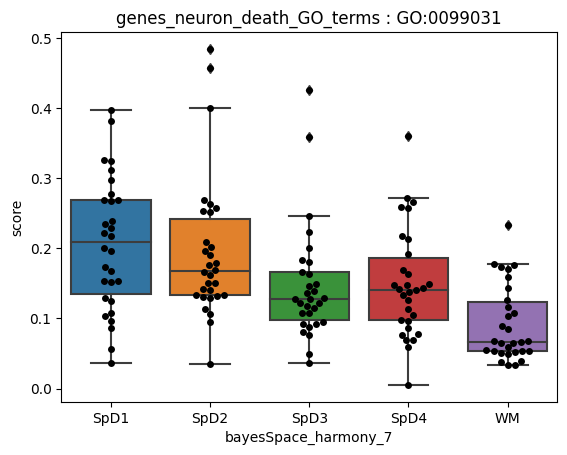 genes_neuron_death_GO_terms : GO:0099031
score
0.5
0.4
0.3
0.2
0.1
0.0
SpD1 SpD2 SpD3 SpD4 WM
bayesSpace_harmony_7